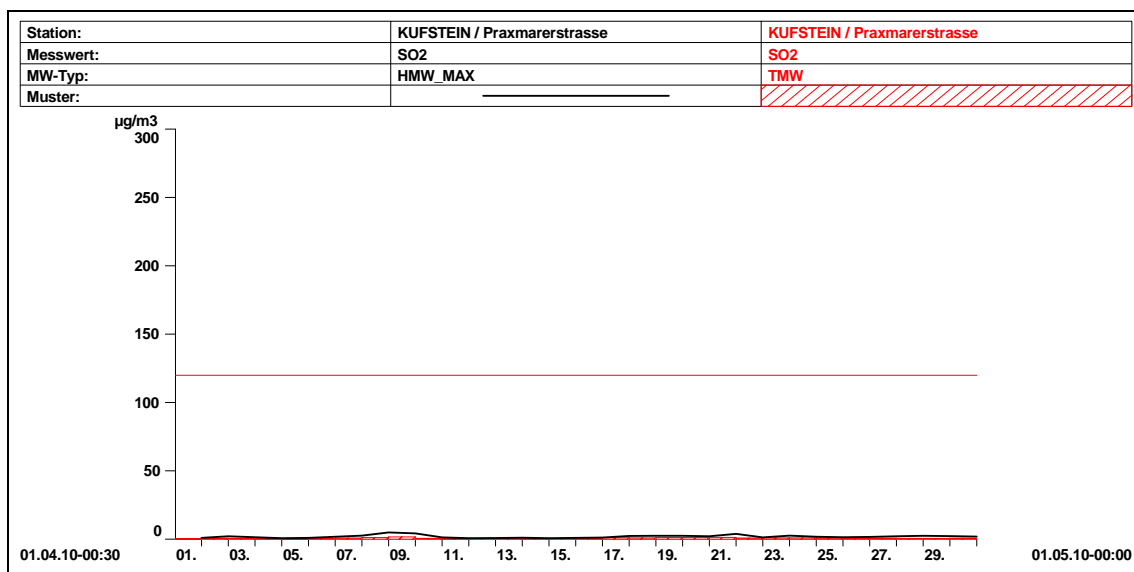 Station: KUFSTEIN / Praxmarerstrasse KUFSTEIN / Praxmarerstrasse
Messwert: SO2 SO2
MW-Typ: HMW_MAX TMW
Muster:
µg/m3
300
250
200
150
100
50
0
01.04.10-00:30 01. 03. 05. 07. 09. 11. 13. 15. 17. 19. 21. 23. 25. 27. 29. 01.05.10-00:00